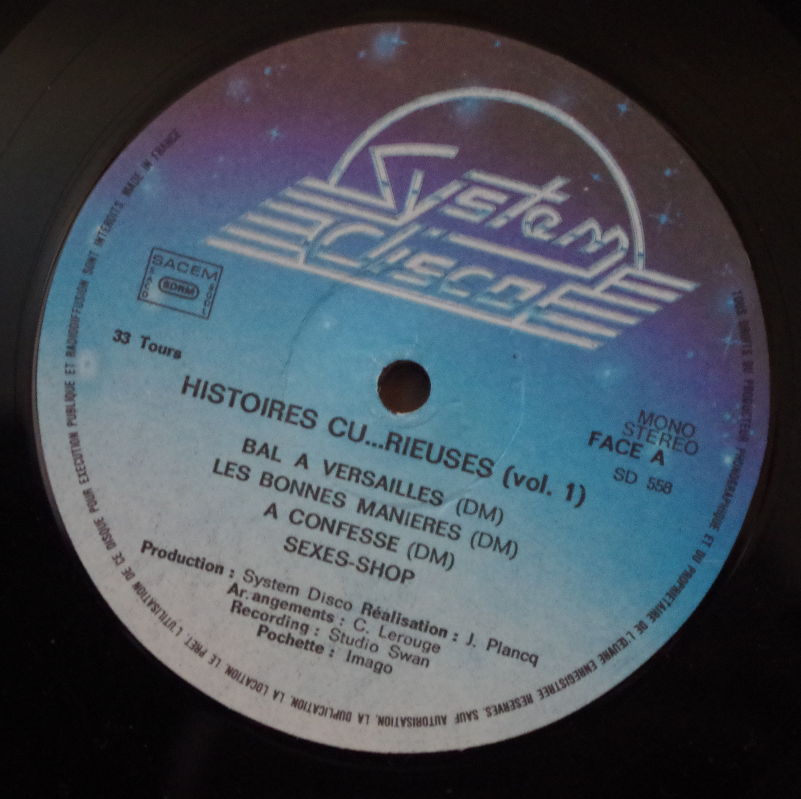 System
Disco
SACEM
SDRM
33 Tours
MONO
STEREO
FACE A
SD 558
HISTOIRES CU...RIEUSES (vol. 1)
BAL A VERSAILLES (DM)
LES BONNES MANIERES (DM)
A CONFESSE (DM)
SEXES-SHOP
Production : System Disco Réalisation : J. Plancq
Ar.angements : C. Lerouge
Recording : Studio Swan
Pochette : Imago
TOUS DROITS DU PRODUCTEUR PHONOGRAPHIQUE ET DU PROPRIETAIRE DE L'ŒUVRE ENREGISTREE RESERVES. SAUF AUTORISATION, LA DUPLICATION, LA LOCATION, LE PRET, L'UTILISATION DE CE DISQUE POUR EXECUTION PUBLIQUE ET RADIODIFFUSION SONT INTERDITS. MADE IN FRANCE